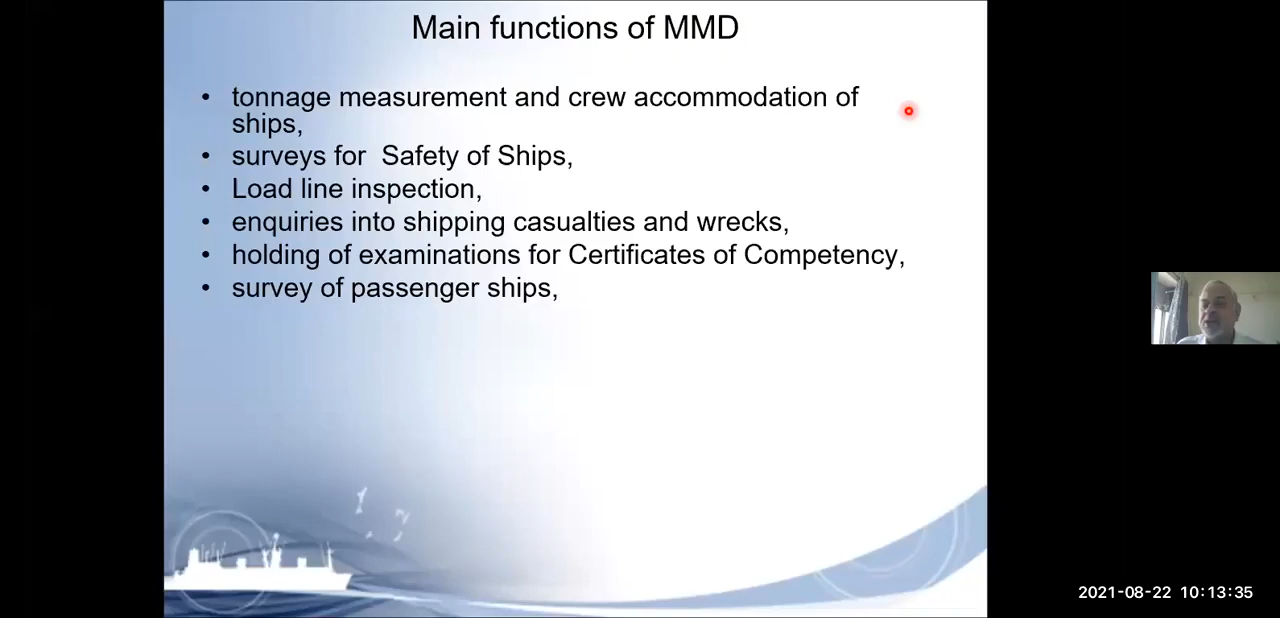 Main functions of MMD
• tonnage measurement and crew accommodation of
ships,
• surveys for  Safety of Ships,
• Load line inspection,
• enquiries into shipping casualties and wrecks,
• holding of examinations for Certificates of Competency,
• survey of passenger ships,
2021-08-22 10:13:35